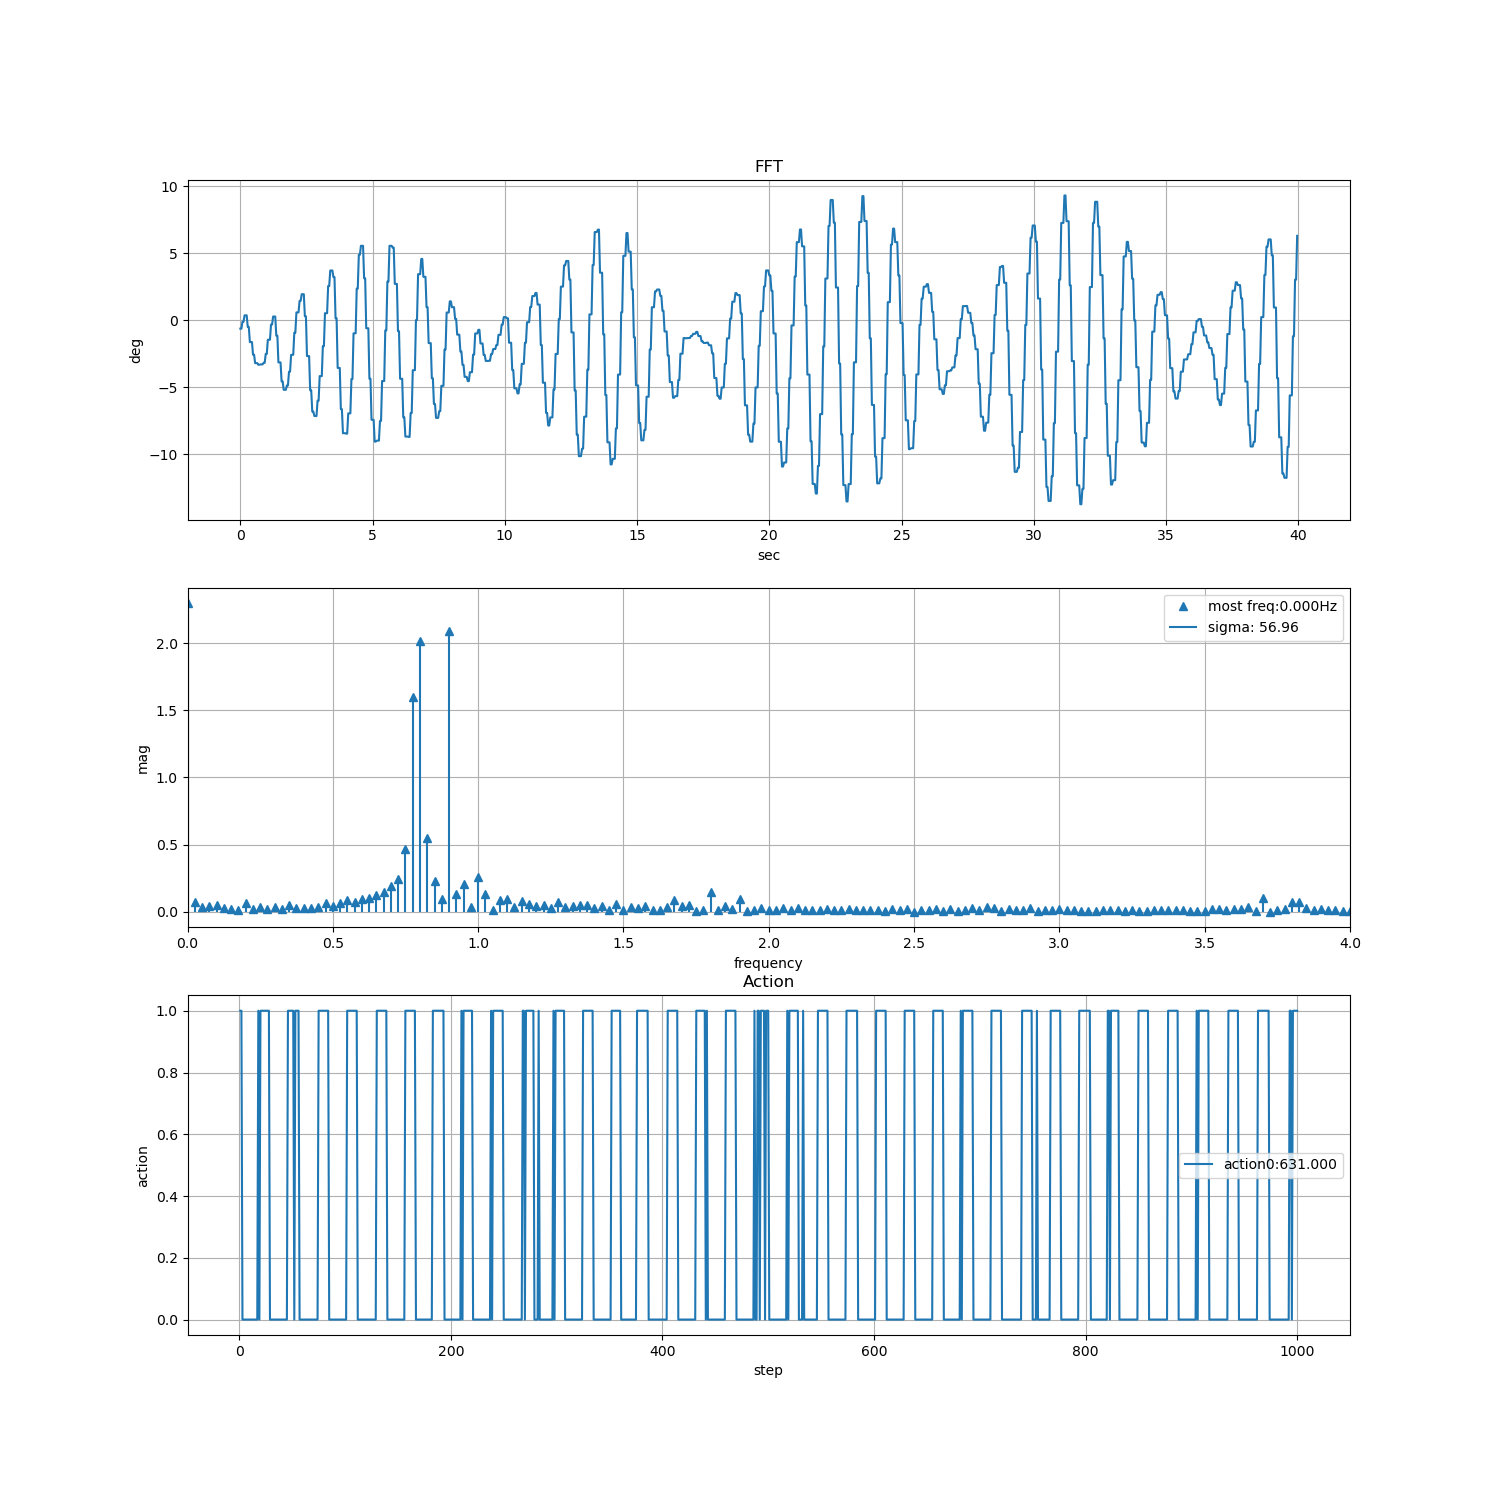 FFT
10
5
0
−5
−10
deg
0 5 10 15 20 25 30 35 40
sec
most freq:0.000Hz
sigma: 56.96
2.0
1.5
1.0
0.5
0.0
mag
0.0 0.5 1.0 1.5 2.0 2.5 3.0 3.5 4.0
frequency
Action
1.0
0.8
0.6
0.4
0.2
0.0
action
action0:631.000
0 200 400 600 800 1000
step